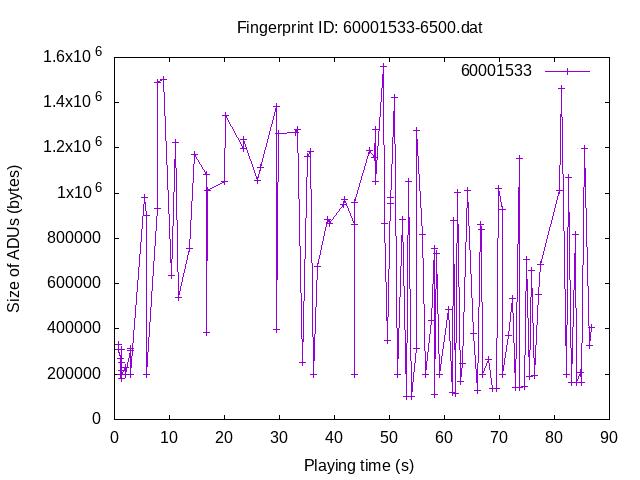 Fingerprint ID: 60001533-6500.dat
60001533
1.6x10^6
1.4x10^6
1.2x10^6
1x10^6
800000
600000
400000
200000
0
Size of ADUs (bytes)
0 10 20 30 40 50 60 70 80 90
Playing time (s)